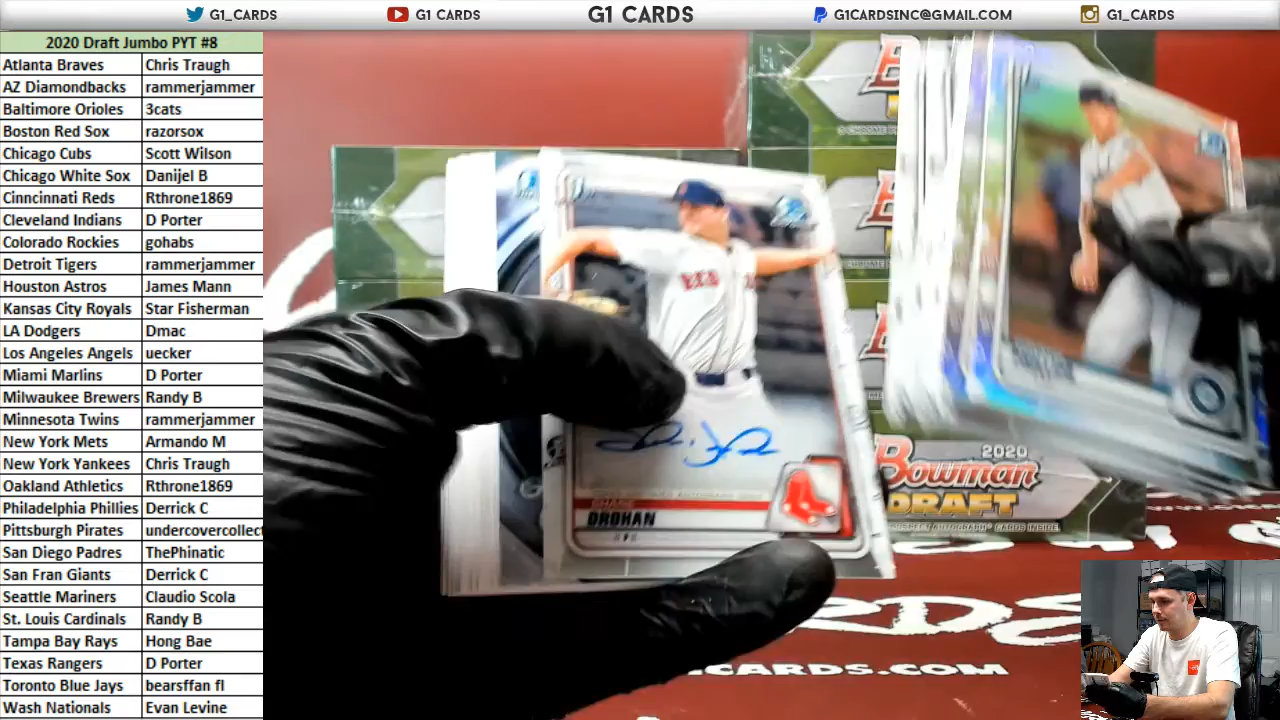 G1_CARDS
G1 CARDS
G1 CARDS
G1CARDSINC@GMAIL.COM
G1_CARDS
2020 Draft Jumbo PYT #8
Atlanta Braves Chris Traugh
AZ Diamondbacks rammerjammer
Baltimore Orioles 3cats
Boston Red Sox razorsox
Chicago Cubs Scott Wilson
Chicago White Sox Danijel B
Cinncinnati Reds Rthrone1869
Cleveland Indians D Porter
Colorado Rockies gohabs
Detroit Tigers rammerjammer
Houston Astros James Mann
Kansas City Royals Star Fisherman
LA Dodgers Dmac
Los Angeles Angels uecker
Miami Marlins D Porter
Milwaukee Brewers Randy B
Minnesota Twins rammerjammer
New York Mets Armando M
New York Yankees Chris Traugh
Oakland Athletics Rthrone1869
Philadelphia Phillies Derrick C
Pittsburgh Pirates undercovercollect
San Diego Padres ThePhinatic
San Fran Giants Derrick C
Seattle Mariners Claudio Scola
St. Louis Cardinals Randy B
Tampa Bay Rays Hong Bae
Texas Rangers D Porter
Toronto Blue Jays bearsffan fl
Wash Nationals Evan Levine
RED
SHANE
DROHAN
2020
Bowman
DRAFT
CARDS.COM